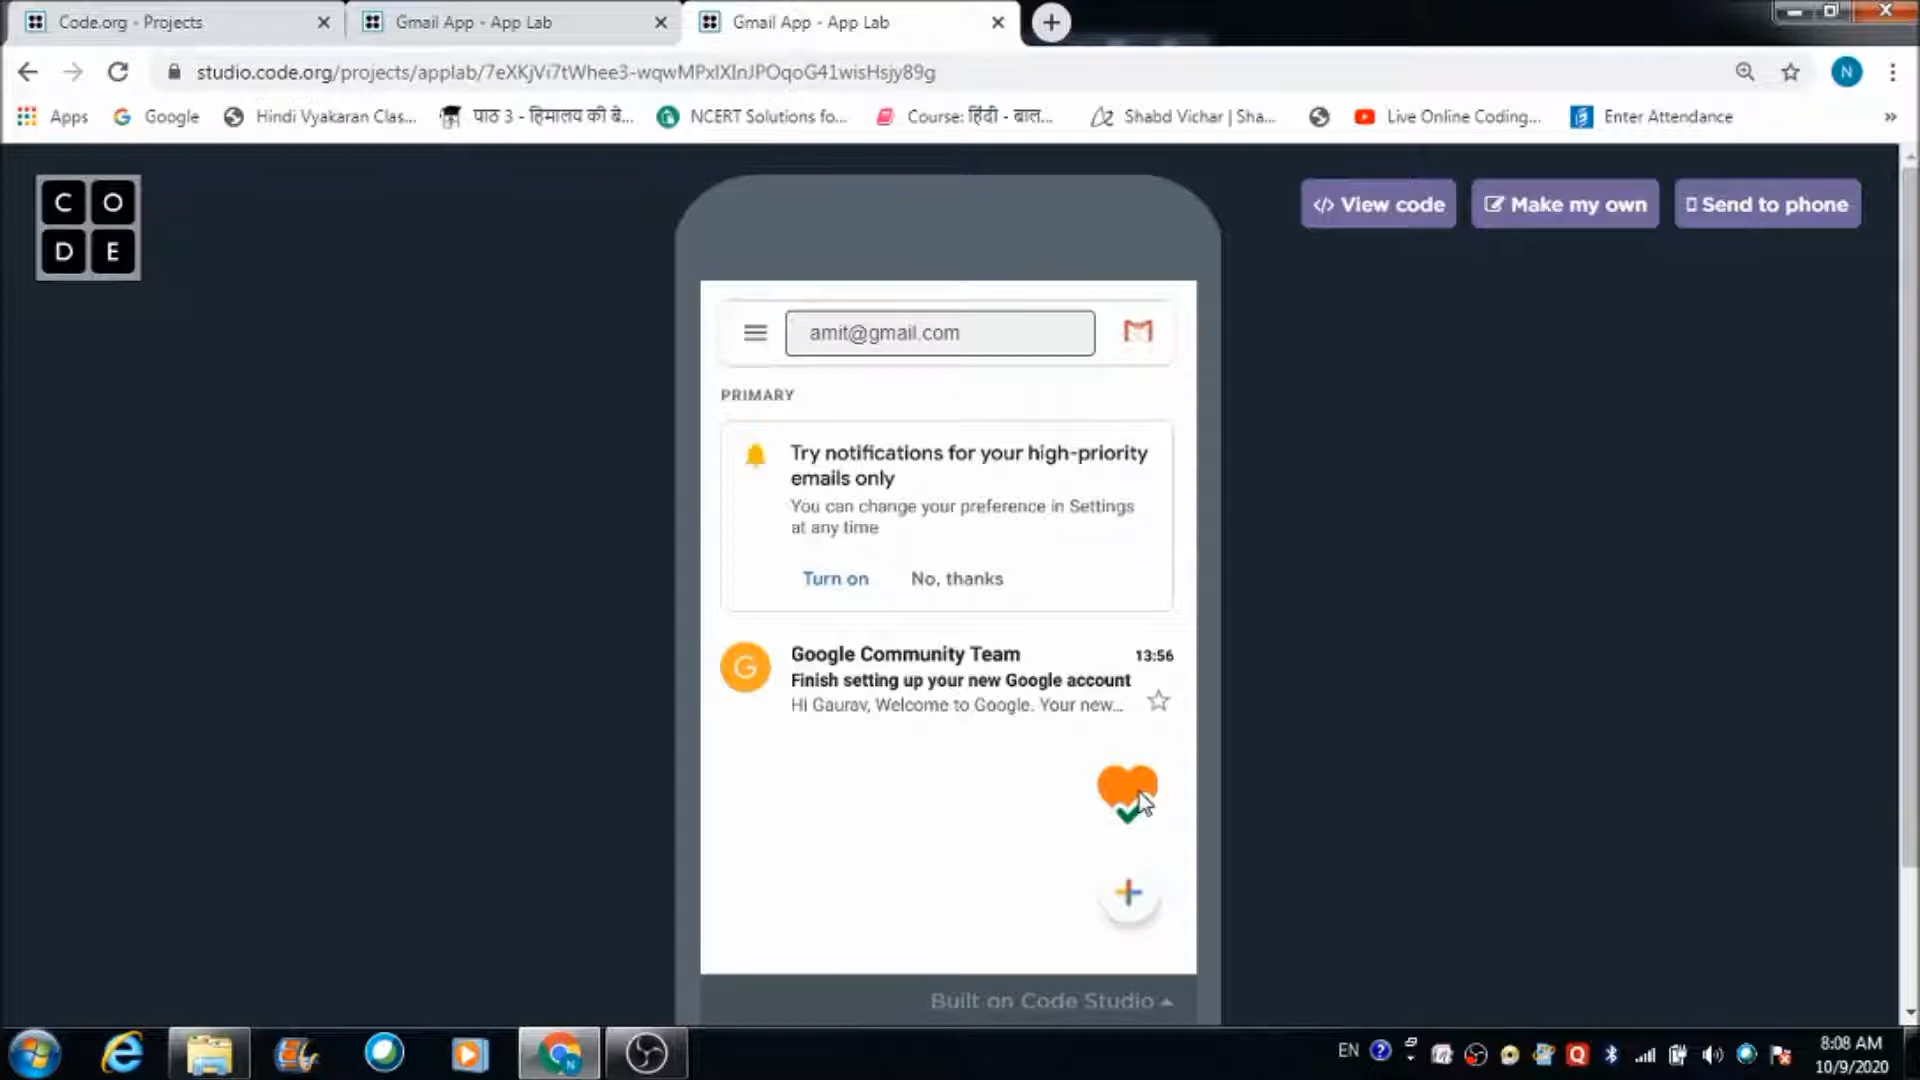 Code.org - Projects
Gmail App - App Lab
Gmail App - App Lab
studio.code.org/projects/applab/7eXKjVi7tWhee3-wqwMPxlXlnJPOqoG41wisHsjy89g
N
Apps
Google
Hindi Vyakaran Clas...
पाठ 3 - हिमालय की बे...
NCERT Solutions fo...
Course: हिंदी - बाल...
Shabd Vichar | Sha...
Live Online Coding...
Enter Attendance
»
C O
D E
</> View code
Make my own
Send to phone
amit@gmail.com
PRIMARY
Try notifications for your high-priority
emails only
You can change your preference in Settings
at any time
Turn on
No, thanks
G
Google Community Team
13:56
Finish setting up your new Google account
Hi Gaurav, Welcome to Google. Your new...
Built on Code Studio
EN
8:08 AM
10/9/2020